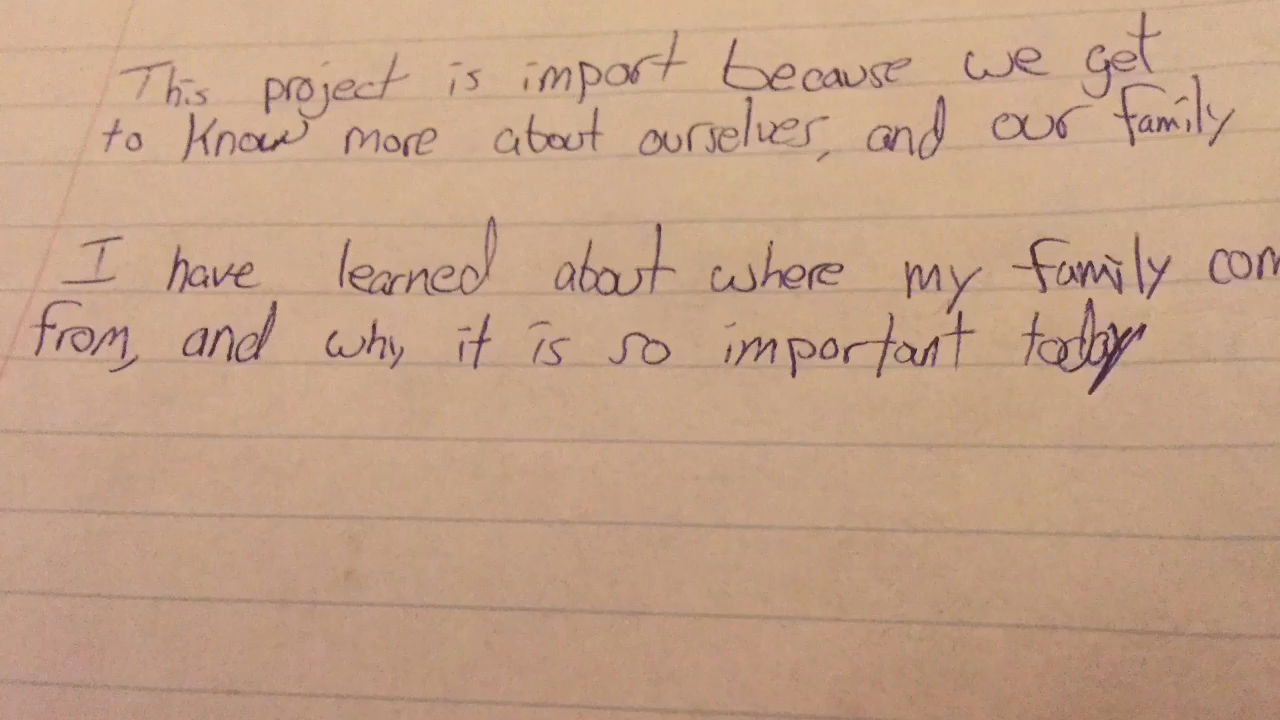 This project is import because we get
to know more about ourselves, and our family
I have learned about where my family com
from, and why it is so important today